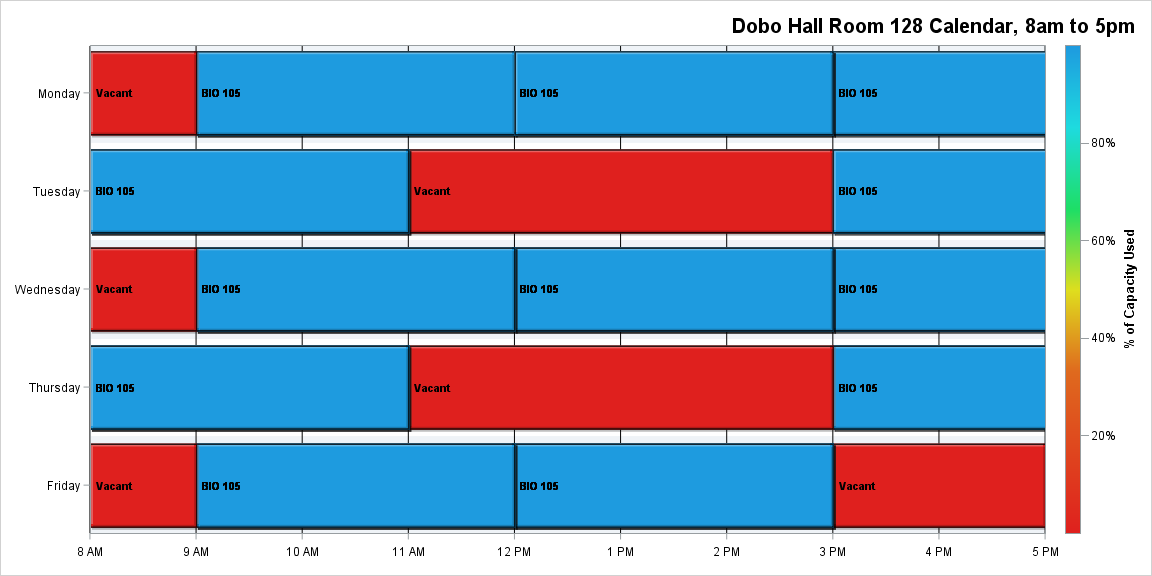 Dobo Hall Room 128 Calendar, 8am to 5pm
Monday
Vacant
BIO 105
BIO 105
BIO 105
Tuesday
BIO 105
Vacant
BIO 105
Wednesday
Vacant
BIO 105
BIO 105
BIO 105
Thursday
BIO 105
Vacant
BIO 105
Friday
Vacant
BIO 105
BIO 105
Vacant
8 AM
9 AM
10 AM
11 AM
12 PM
1 PM
2 PM
3 PM
4 PM
5 PM
80%
60%
40%
20%
% of Capacity Used